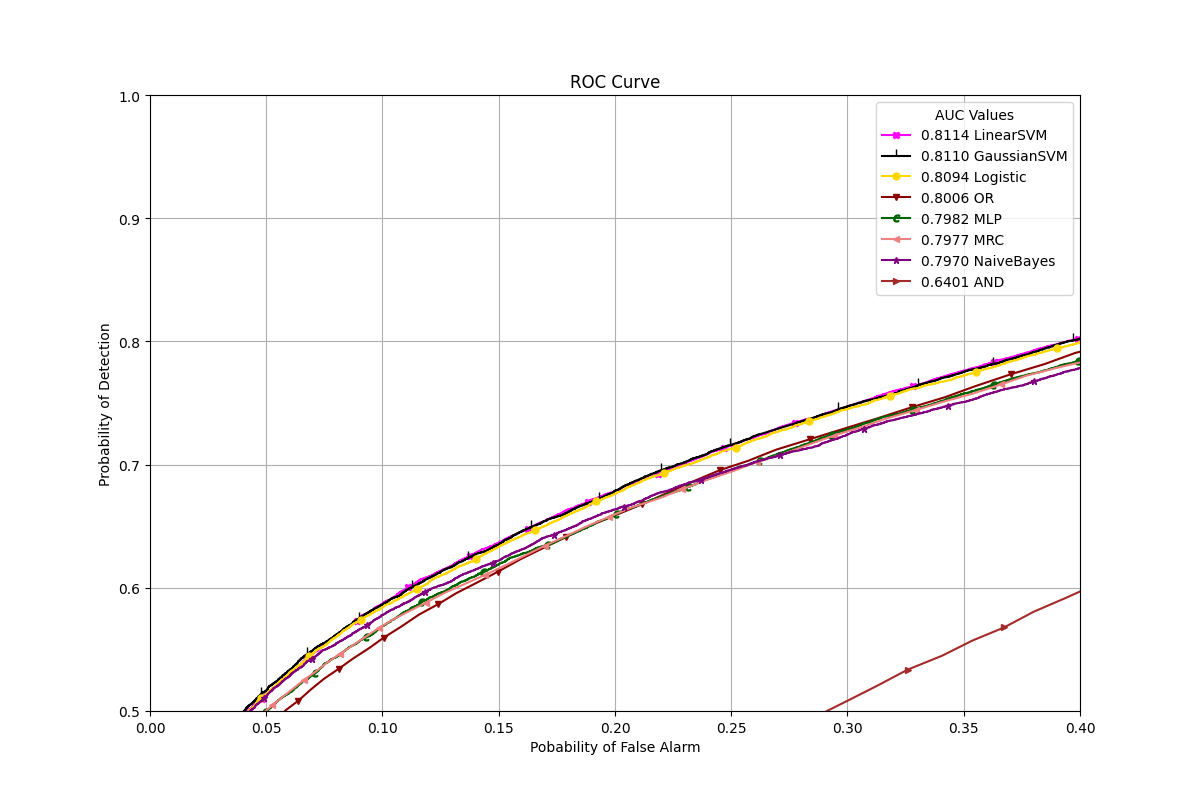 ROC Curve
1.0
0.9
0.8
0.7
0.6
0.5
Probability of Detection
AUC Values
0.8114 LinearSVM
0.8110 GaussianSVM
0.8094 Logistic
0.8006 OR
0.7982 MLP
0.7977 MRC
0.7970 NaiveBayes
0.6401 AND
0.00 0.05 0.10 0.15 0.20 0.25 0.30 0.35 0.40
Pobability of False Alarm